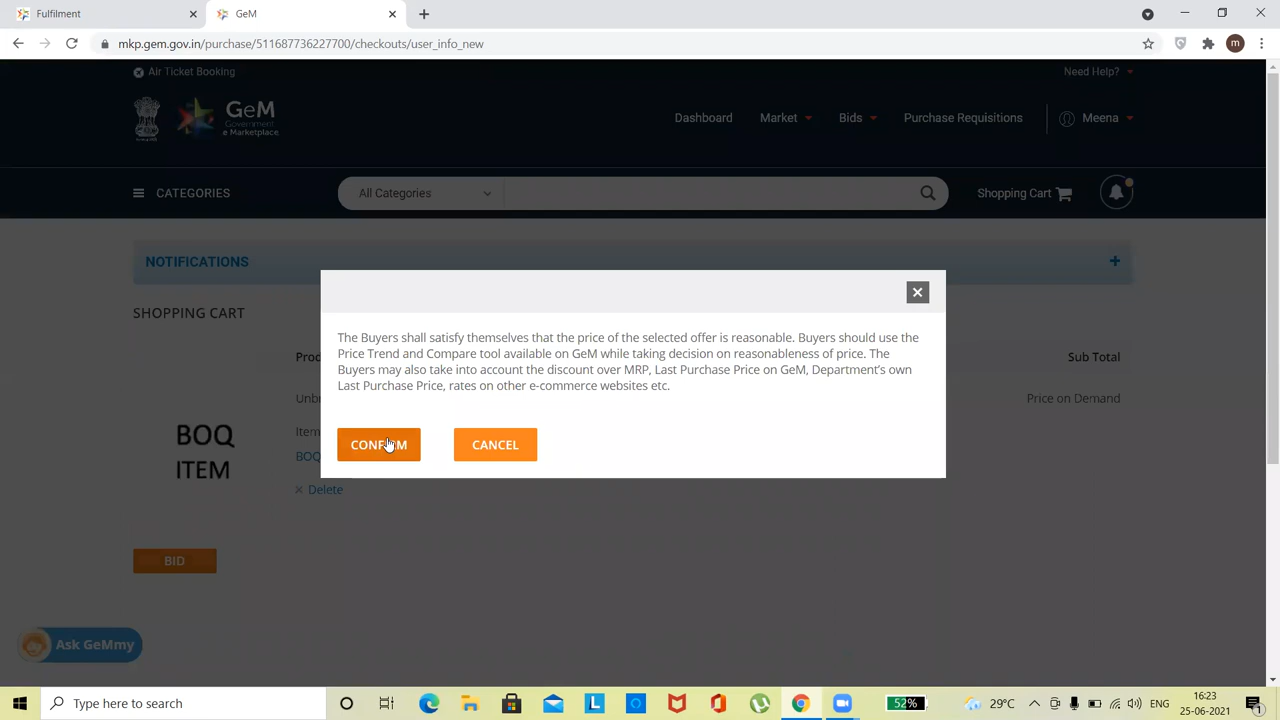 Fulfilment
GeM
mkp.gem.gov.in/purchase/511687736227700/checkouts/user_info_new
m
Air Ticket Booking
Need Help?
GeM
Government
e Marketplace
Dashboard
Market
Bids
Purchase Requisitions
Meena
CATEGORIES
All Categories
Shopping Cart
NOTIFICATIONS
+
SHOPPING CART
Sub Total
The Buyers shall satisfy themselves that the price of the selected offer is reasonable. Buyers should use the
Price Trend and Compare tool available on GeM while taking decision on reasonableness of price. The
Buyers may also take into account the discount over MRP, Last Purchase Price on GeM, Department's own
Last Purchase Price, rates on other e-commerce websites etc.
Price on Demand
BOQ
ITEM
BOQ
CONFIRM
CANCEL
Delete
BID
Ask GeMmy
Type here to search
52%
29°C
ENG
16:23
25-06-2021
1